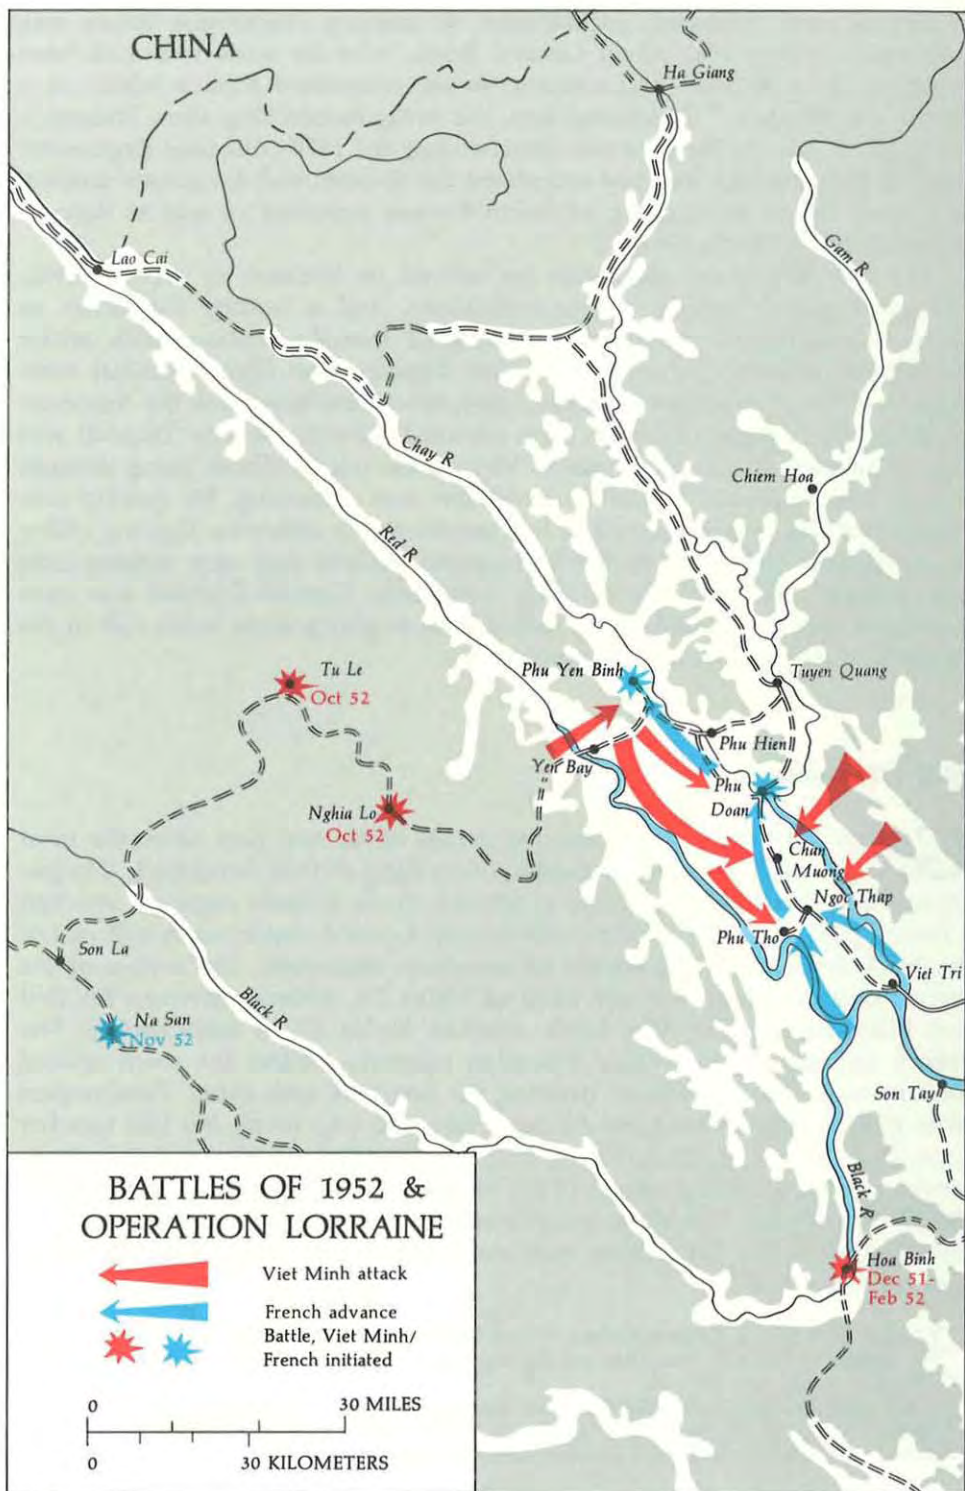 CHINA
Ha Giang
Lao Cai
Gam R
Chay R
Chiem Hoa
Red R
Tu Le
Oct 52
Phu Yen Binh
Tuyen Quang
Phu Hien
Yen Bay
Phu
Doan
Nghia Lo
Oct 52
Chan
Muong
Ngoc Thap
Phu Tho
Son La
Viet Tri
Black R
Na San
Nov 52
Son Tay
Black R
Hoa Binh
Dec 51-
Feb 52
BATTLES OF 1952 &
OPERATION LORRAINE
Viet Minh attack
French advance
Battle, Viet Minh/
French initiated
0 30 MILES
0 30 KILOMETERS